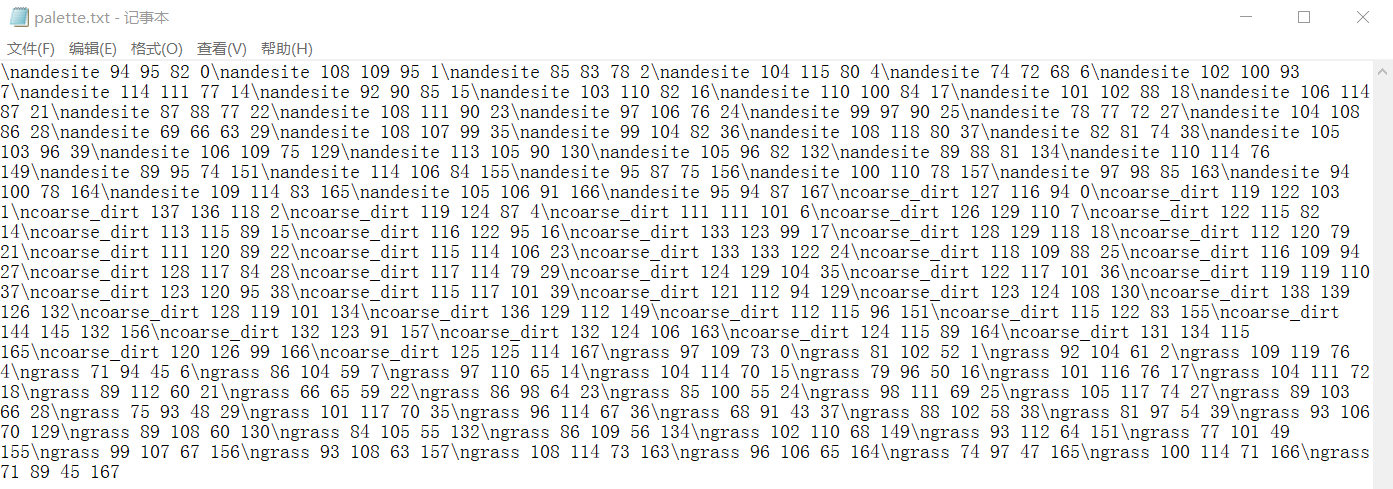 palette.txt - 记事本
文件(F) 编辑(E) 格式(O) 查看(V) 帮助(H)
\nandesite 94 95 82 0\nandesite 108 109 95 1\nandesite 85 83 78 2\nandesite 104 115 80 4\nandesite 74 72 68 6\nandesite 102 100 93
7\nandesite 114 111 77 14\nandesite 92 90 85 15\nandesite 103 110 82 16\nandesite 110 100 84 17\nandesite 101 102 88 18\nandesite 106 114
87 21\nandesite 87 88 77 22\nandesite 108 111 90 23\nandesite 97 106 76 24\nandesite 99 97 90 25\nandesite 78 77 72 27\nandesite 104 108
86 28\nandesite 69 66 63 29\nandesite 108 107 99 35\nandesite 99 104 82 36\nandesite 108 118 80 37\nandesite 82 81 74 38\nandesite 105
103 96 39\nandesite 106 109 75 129\nandesite 113 105 90 130\nandesite 105 96 82 132\nandesite 89 88 81 134\nandesite 110 114 76
149\nandesite 89 95 74 151\nandesite 114 106 84 155\nandesite 95 87 75 156\nandesite 100 110 78 157\nandesite 97 98 85 163\nandesite 94
100 78 164\nandesite 109 114 83 165\nandesite 105 106 91 166\nandesite 95 94 87 167\ncoarse_dirt 127 116 94 0\ncoarse_dirt 119 122 103
1\ncoarse_dirt 137 136 118 2\ncoarse_dirt 119 124 87 4\ncoarse_dirt 111 111 101 6\ncoarse_dirt 126 129 110 7\ncoarse_dirt 122 115 82
14\ncoarse_dirt 113 115 89 15\ncoarse_dirt 116 122 95 16\ncoarse_dirt 133 123 99 17\ncoarse_dirt 128 129 118 18\ncoarse_dirt 112 120 79
21\ncoarse_dirt 111 120 89 22\ncoarse_dirt 115 114 106 23\ncoarse_dirt 133 133 122 24\ncoarse_dirt 118 109 88 25\ncoarse_dirt 116 109 94
27\ncoarse_dirt 128 117 84 28\ncoarse_dirt 117 114 79 29\ncoarse_dirt 124 129 104 35\ncoarse_dirt 122 117 101 36\ncoarse_dirt 119 119 110
37\ncoarse_dirt 123 120 95 38\ncoarse_dirt 115 117 101 39\ncoarse_dirt 121 112 94 129\ncoarse_dirt 123 124 108 130\ncoarse_dirt 138 139
126 132\ncoarse_dirt 128 119 101 134\ncoarse_dirt 136 129 112 149\ncoarse_dirt 112 115 96 151\ncoarse_dirt 115 122 83 155\ncoarse_dirt
144 145 132 156\ncoarse_dirt 132 123 91 157\ncoarse_dirt 132 124 106 163\ncoarse_dirt 124 115 89 164\ncoarse_dirt 131 134 115
165\ncoarse_dirt 120 126 99 166\ncoarse_dirt 125 125 114 167\ngrass 97 109 73 0\ngrass 81 102 52 1\ngrass 92 104 61 2\ngrass 109 119 76
4\ngrass 71 94 45 6\ngrass 86 104 59 7\ngrass 97 110 65 14\ngrass 104 114 70 15\ngrass 79 96 50 16\ngrass 101 116 76 17\ngrass 104 111 72
18\ngrass 89 112 60 21\ngrass 66 65 59 22\ngrass 86 98 64 23\ngrass 85 100 55 24\ngrass 98 111 69 25\ngrass 105 117 74 27\ngrass 89 103
66 28\ngrass 75 93 48 29\ngrass 101 117 70 35\ngrass 96 114 67 36\ngrass 68 91 43 37\ngrass 88 102 58 38\ngrass 81 97 54 39\ngrass 93 106
70 129\ngrass 89 108 60 130\ngrass 84 105 55 132\ngrass 86 109 56 134\ngrass 102 110 68 149\ngrass 93 112 64 151\ngrass 77 101 49
155\ngrass 99 107 67 156\ngrass 93 108 63 157\ngrass 108 114 73 163\ngrass 96 106 65 164\ngrass 74 97 47 165\ngrass 100 114 71 166\ngrass
71 89 45 167